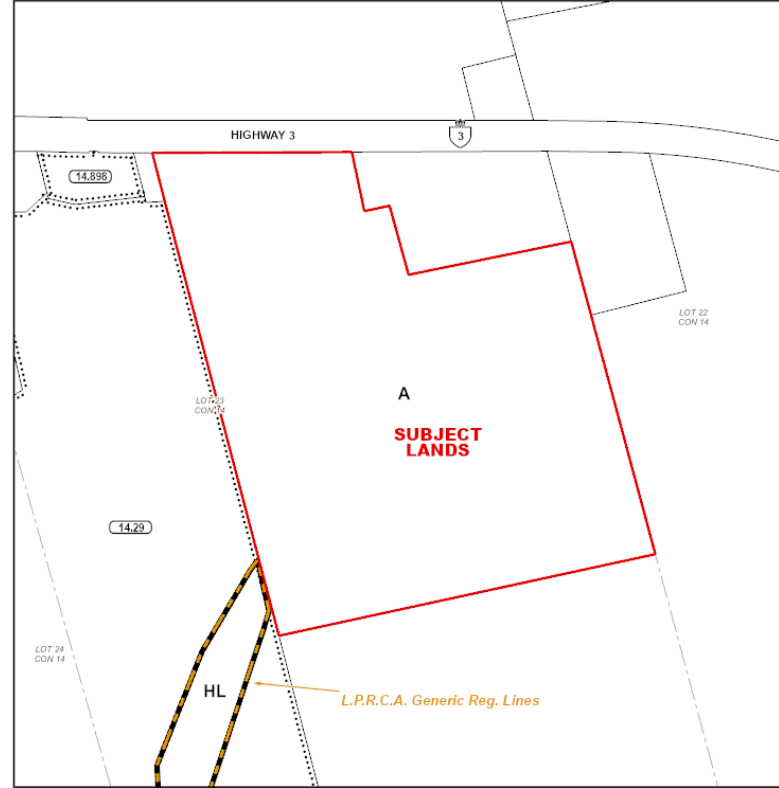 HIGHWAY 3
3
14.898
LOT 22
CON 14
A
LOT 23
CON 14
SUBJECT
LANDS
14.29
LOT 24
CON 14
HL
L.P.R.C.A. Generic Reg. Lines